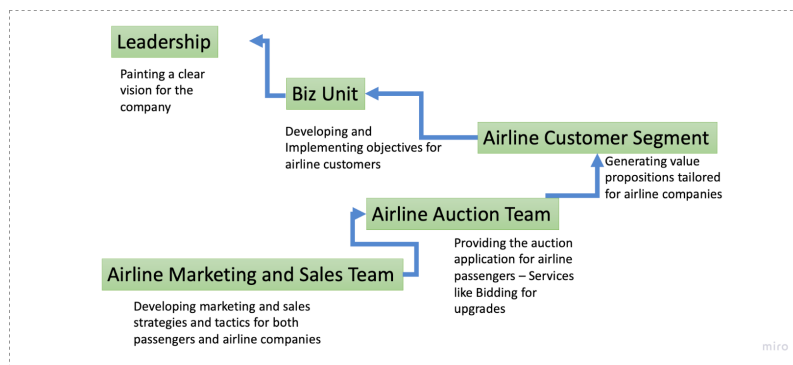 Leadership
Painting a clear
vision for the
company
Biz Unit
Developing and
Implementing objectives for
airline customers
Airline Customer Segment
Generating value
propositions tailored
for airline companies
Airline Auction Team
Providing the auction
application for airline
passengers – Services
like Bidding for
upgrades
Airline Marketing and Sales Team
Developing marketing and sales
strategies and tactics for both
passengers and airline companies
miro